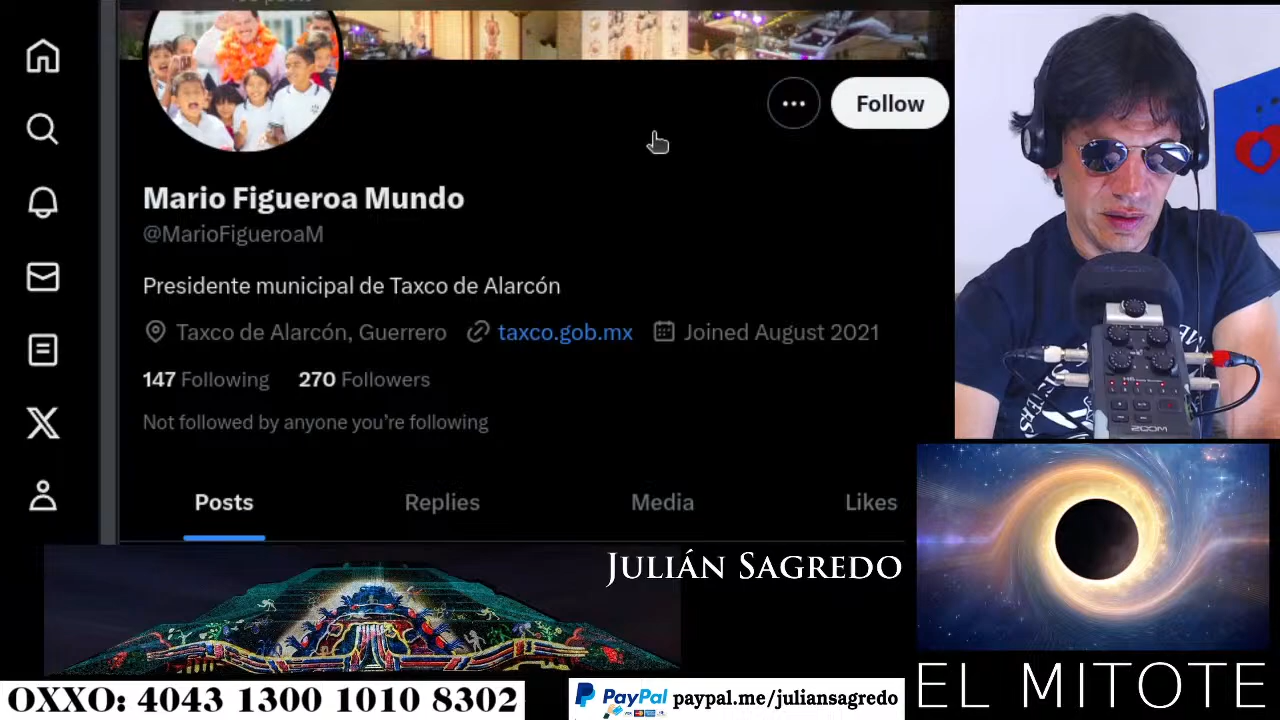 Follow
Mario Figueroa Mundo
@MarioFigueroaM
Presidente municipal de Taxco de Alarcón
Taxco de Alarcón, Guerrero taxco.gob.mx Joined August 2021
147 Following 270 Followers
Not followed by anyone you’re following
Posts Replies Media Likes
zoom
JULIÁN SAGREDO
EL MITOTE
OXXO: 4043 1300 1010 8302
PayPal paypal.me/juliansagredo